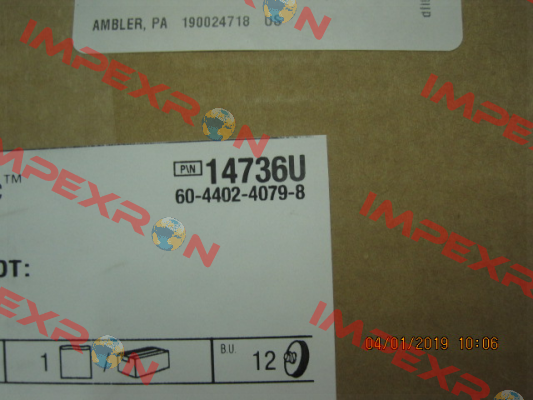 AMBLER, PA 190024718 US
IMPEXRON
IMPEXRON
P\N 14736U
™
60-4402-4079-8
IMPEXRON
IMPEXRON
OT:
1
B.U. 12
04/01/2019 10:06
IMPEXRON
IMPEXRON